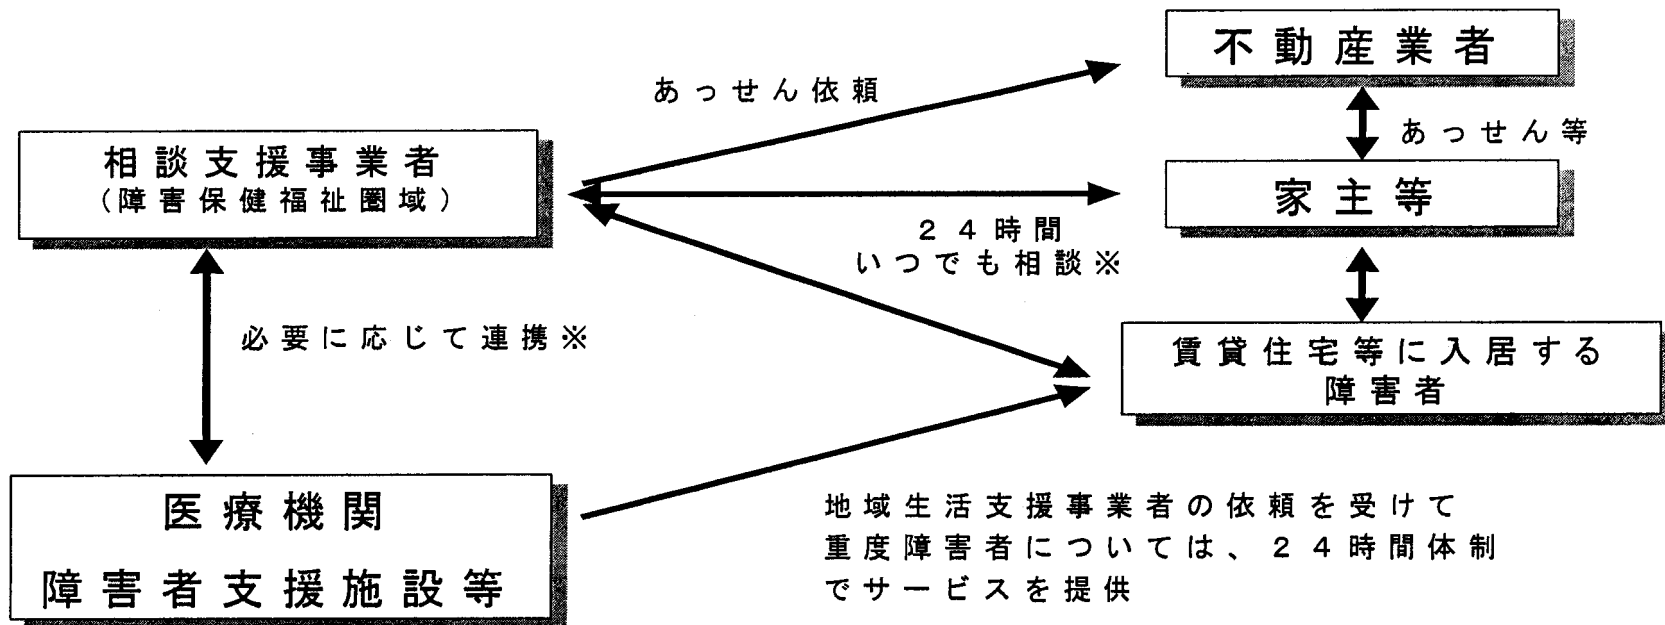 不動産業者
あっせん依頼
あっせん等
相談支援事業者
（障害保健福祉圏域）
家主等
２４時間
いつでも相談※
必要に応じて連携※
賃貸住宅等に入居する
障害者
医療機関
障害者支援施設等
地域生活支援事業者の依頼を受けて
重度障害者については、２４時間体制
でサービスを提供